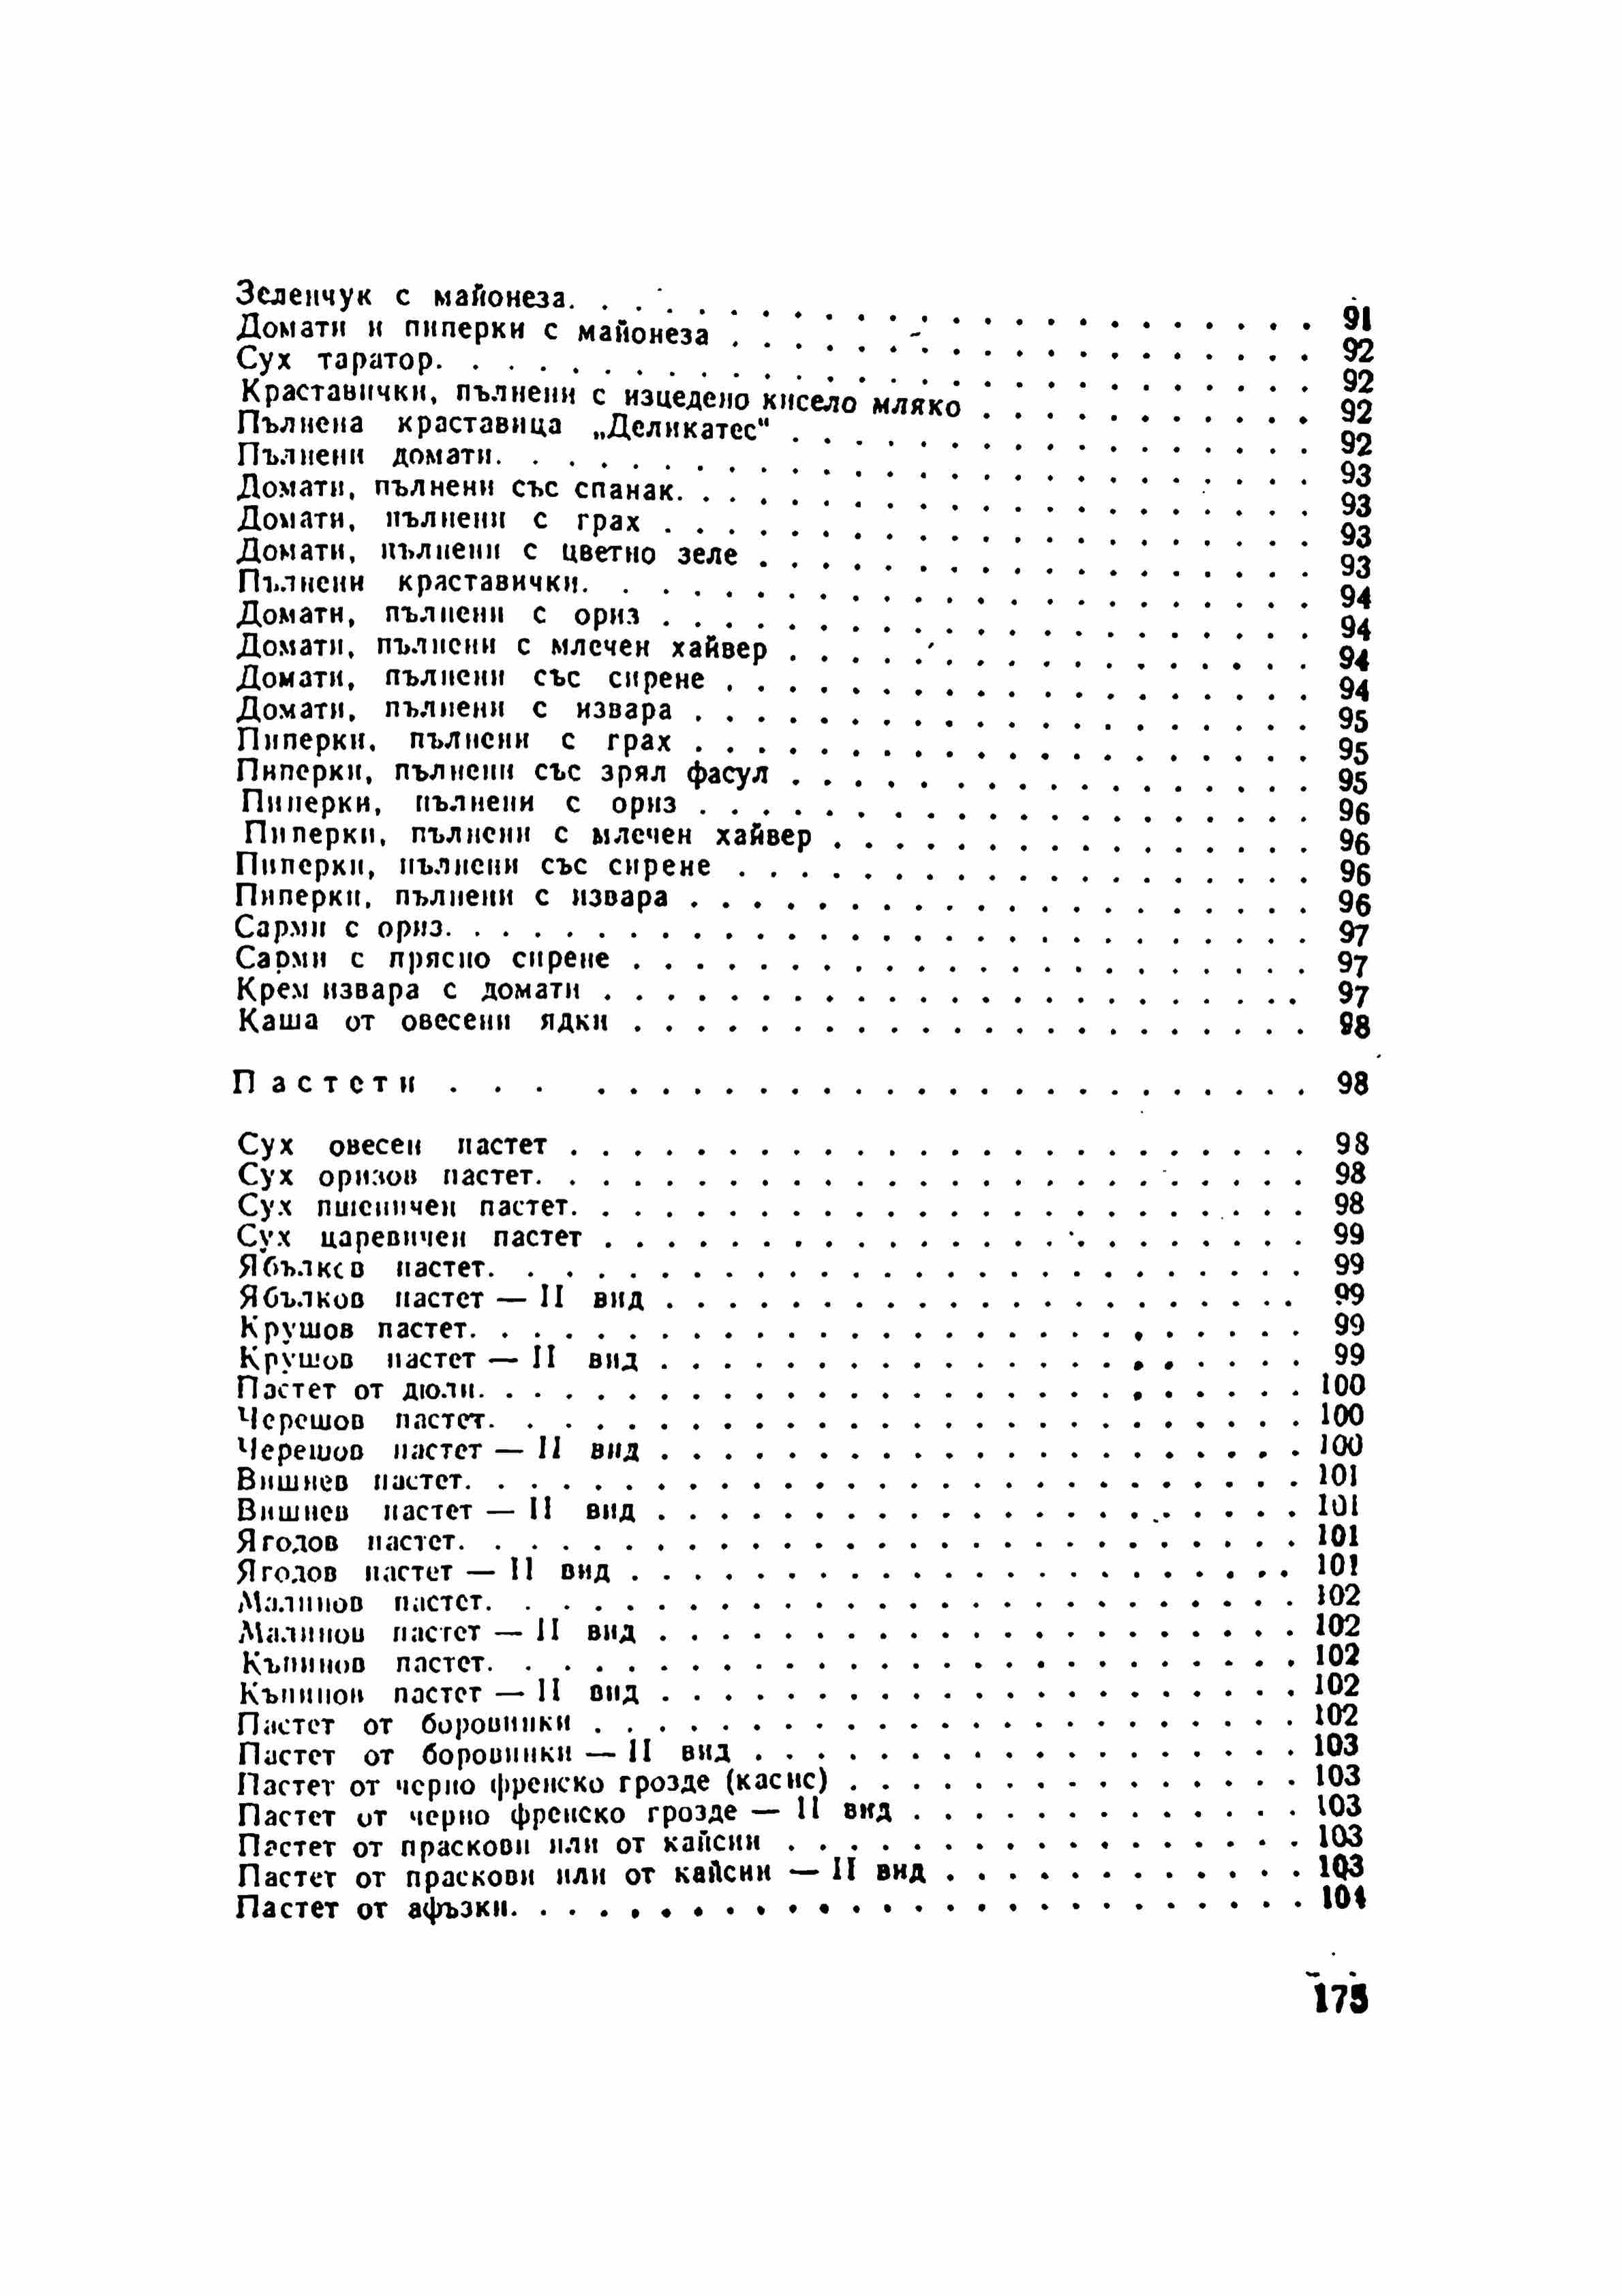 Зеленчук с майонеза. . . . . . . . . . . . . . . . . . . . . . . 91
Домати и пиперки с майонеза . . . . . . . . . . . . . . . . . . 92
Сух таратор. . . . . . . . . . . . . . . . . . . . . . . . . . . 92
Краставички, пълнени с изцедено кисело мляко . . . . . . . . . . . 92
Пълнена краставица „Деликатес“ . . . . . . . . . . . . . . . . . 92
Пълнени домати. . . . . . . . . . . . . . . . . . . . . . . . . . 93
Домати, пълнени със спанак. . . . . . . . . . . . . . . . . . . . 93
Домати, пълнени с грах . . . . . . . . . . . . . . . . . . . . . 93
Домати, пълнени с цветно зеле . . . . . . . . . . . . . . . . . . 93
Пълнени краставички. . . . . . . . . . . . . . . . . . . . . . . 94
Домати, пълнени с ориз . . . . . . . . . . . . . . . . . . . . . 94
Домати, пълнени с млечен хайвер . . . . . . . . . . . . . . . . . 94
Домати, пълнени със сирене . . . . . . . . . . . . . . . . . . . 94
Домати, пълнени с извара . . . . . . . . . . . . . . . . . . . . 95
Пиперки, пълнени с грах . . . . . . . . . . . . . . . . . . . . 95
Пиперки, пълнени със зрял фасул . . . . . . . . . . . . . . . . . 95
Пиперки, пълнени с ориз . . . . . . . . . . . . . . . . . . . . 96
Пиперки, пълнени с млечен хайвер . . . . . . . . . . . . . . . . 96
Пиперки, пълнени със сирене . . . . . . . . . . . . . . . . . . 96
Пиперки, пълнени с извара . . . . . . . . . . . . . . . . . . . . 96
Сарми с ориз. . . . . . . . . . . . . . . . . . . . . . . . . . . 97
Сарми с прясно сирене . . . . . . . . . . . . . . . . . . . . . . 97
Крем извара с домати . . . . . . . . . . . . . . . . . . . . . . 97
Каша от овесени ядки . . . . . . . . . . . . . . . . . . . . . . 98
Пастети . . . . . . . . . . . . . . . . . . . . . . . . . . 98
Сух овесен пастет . . . . . . . . . . . . . . . . . . . . . . . . 98
Сух оризов пастет. . . . . . . . . . . . . . . . . . . . . . . . . 98
Сух пшеничен пастет. . . . . . . . . . . . . . . . . . . . . . . . 98
Сух царевичен пастет . . . . . . . . . . . . . . . . . . . . . . . 99
Ябълков пастет. . . . . . . . . . . . . . . . . . . . . . . . . . 99
Ябълков пастет — II вид . . . . . . . . . . . . . . . . . . . . . 99
Крушов пастет. . . . . . . . . . . . . . . . . . . . . . . . . . . 99
Крушов пастет — II вид . . . . . . . . . . . . . . . . . . . . . 99
Пастет от дюли. . . . . . . . . . . . . . . . . . . . . . . . . . 100
Черешов пастет. . . . . . . . . . . . . . . . . . . . . . . . . . 100
Черешов пастет — II вид . . . . . . . . . . . . . . . . . . . . . 100
Вишнев пастет. . . . . . . . . . . . . . . . . . . . . . . . . . . 101
Вишнев пастет — II вид . . . . . . . . . . . . . . . . . . . . . 101
Ягодов пастет. . . . . . . . . . . . . . . . . . . . . . . . . . . 101
Ягодов пастет — II вид . . . . . . . . . . . . . . . . . . . . . . 101
Малинов пастет. . . . . . . . . . . . . . . . . . . . . . . . . . 102
Малинов пастет — II вид . . . . . . . . . . . . . . . . . . . . . 102
Къпинов пастет. . . . . . . . . . . . . . . . . . . . . . . . . . 102
Къпинов пастет — II вид . . . . . . . . . . . . . . . . . . . . . 102
Пастет от боровинки . . . . . . . . . . . . . . . . . . . . . . . 102
Пастет от боровинки — II вид . . . . . . . . . . . . . . . . . . 103
Пастет от черно френско грозде (касис) . . . . . . . . . . . . . . . 103
Пастет от черно френско грозде — II вид . . . . . . . . . . . . . 103
Пастет от праскови или от кайсии . . . . . . . . . . . . . . . . . 103
Пастет от праскови или от кайсии — II вид . . . . . . . . . . . . 103
Пастет от афъзки. . . . . . . . . . . . . . . . . . . . . . . . . 104
175